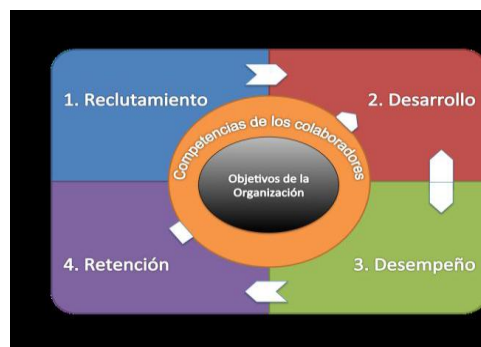 1. Reclutamiento
2. Desarrollo
Competencias de los colaboradores
Objetivos de la
Organización
4. Retención
3. Desempeño